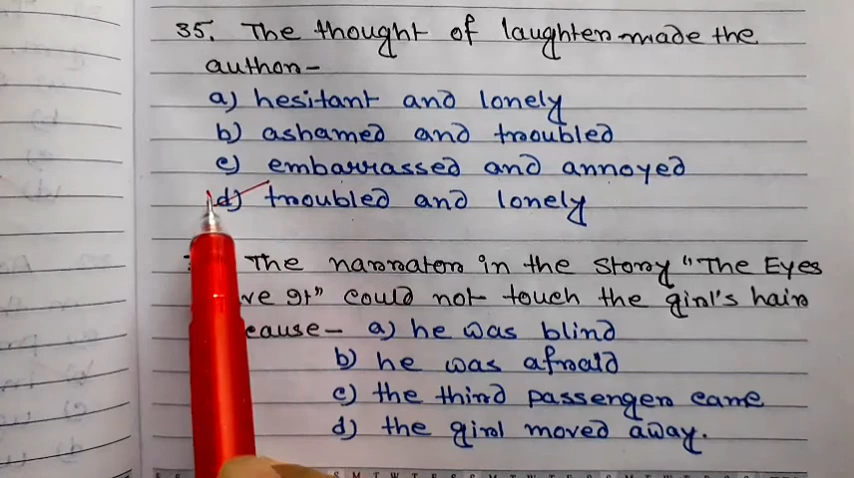 35. The thought of laughter made the
author-
a) hesitant and lonely
b) ashamed and troubled
c) embarrassed and annoyed
d) troubled and lonely
The narrator in the story "The Eyes
ve It" could not touch the girl's hair
cause- a) he was blind
b) he was afraid
c) the third passenger came
d) the girl moved away.